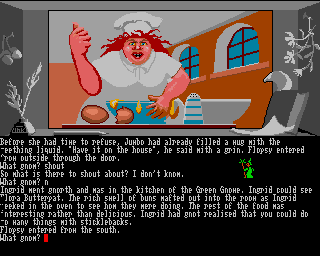 Before she had time to refuse, Jumbo had already filled a mug with the
teething liquid. "Have it on the house", he said with a grin. Flopsy entered
from outside through the door.
What gnow? shout
So what is there to shout about? I don't know.
What gnow? n
Ingrid went gnorth and was in the kitchen of the Green Gnome. Ingrid could see
Flora Butterpat. The rich smell of buns wafted out into the room as Ingrid
peeked in the oven to see how they were doing. The rest of the food was
interesting rather than delicious. Ingrid had gnot realised that you could do
so many things with sticklebacks.
Flopsy entered from the south.
What gnow?